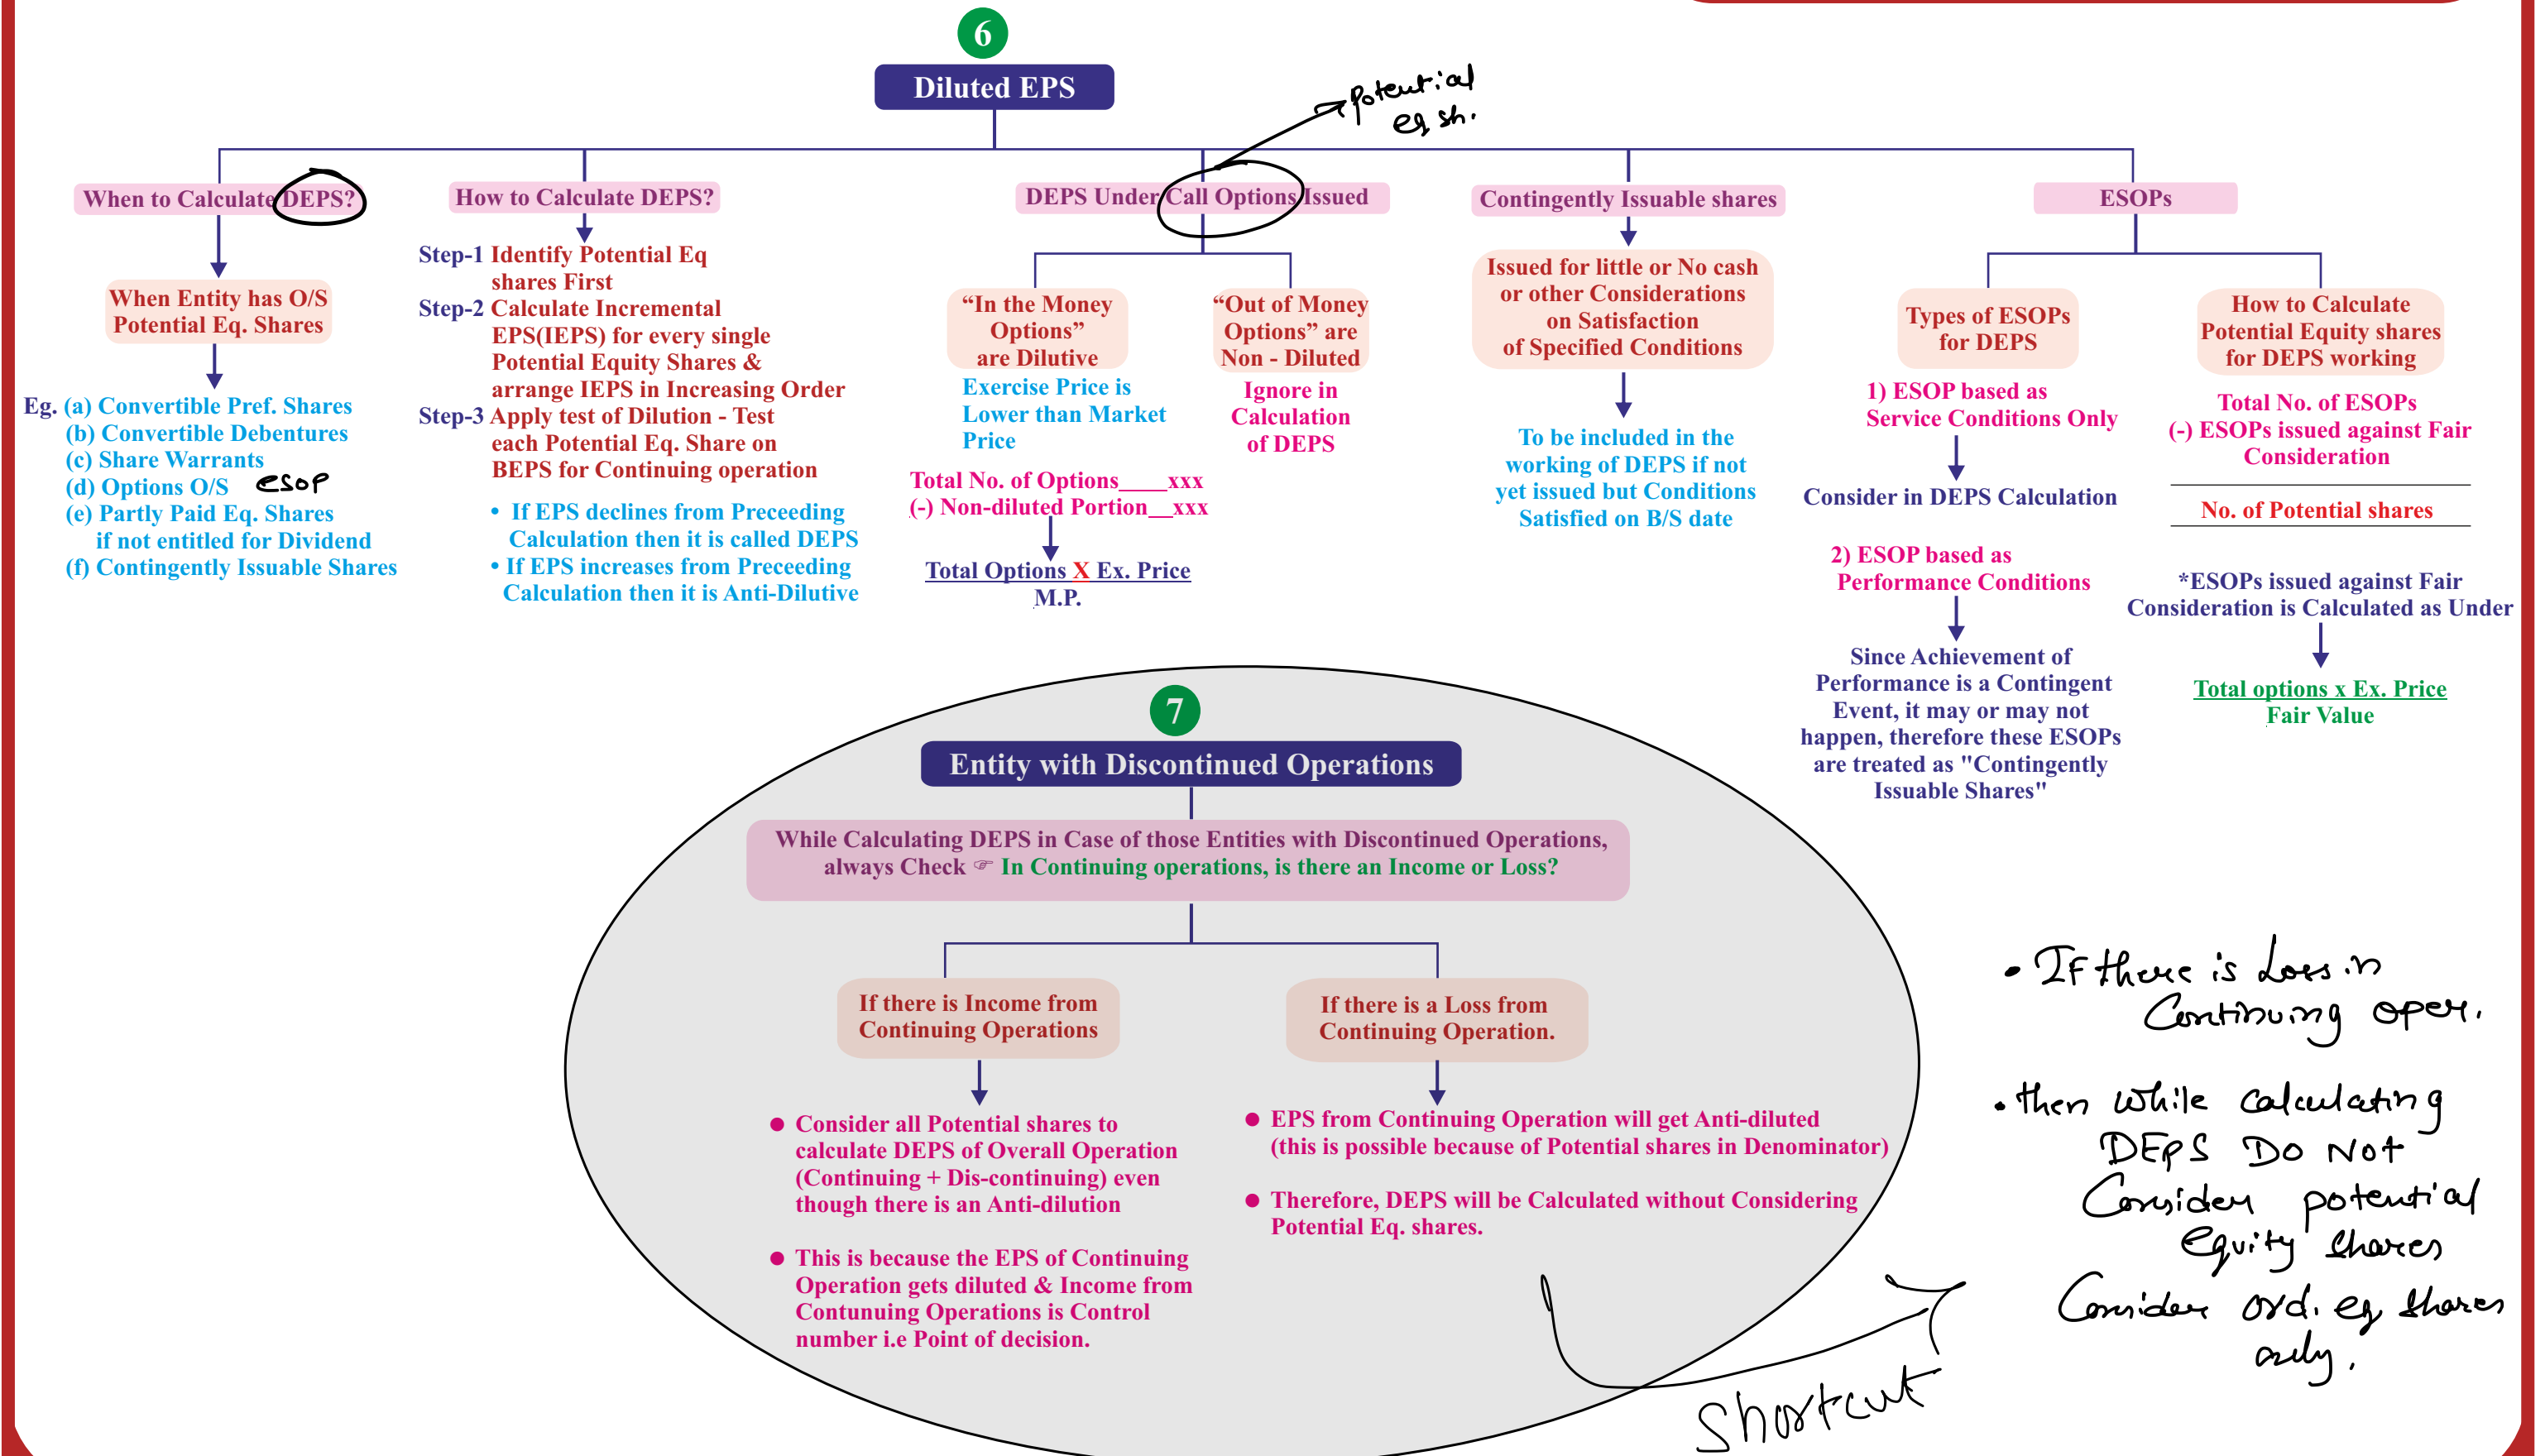 6
Diluted EPS
potential
eq sh.
When to Calculate DEPS?
When Entity has O/S
Potential Eq. Shares
Eg. (a) Convertible Pref. Shares
(b) Convertible Debentures
(c) Share Warrants
(d) Options O/S ESOP
(e) Partly Paid Eq. Shares
if not entitled for Dividend
(f) Contingently Issuable Shares
How to Calculate DEPS?
Step-1 Identify Potential Eq
shares First
Step-2 Calculate Incremental
EPS(IEPS) for every single
Potential Equity Shares &
arrange IEPS in Increasing Order
Step-3 Apply test of Dilution - Test
each Potential Eq. Share on
BEPS for Continuing operation
• If EPS declines from Preceeding
Calculation then it is called DEPS
• If EPS increases from Preceeding
Calculation then it is Anti-Dilutive
DEPS Under Call Options Issued
“In the Money
Options”
are Dilutive
Exercise Price is
Lower than Market
Price
“Out of Money
Options” are
Non - Diluted
Ignore in
Calculation
of DEPS
Total No. of Options____xxx
(-) Non-diluted Portion__xxx
Total Options X Ex. Price
M.P.
Contingently Issuable shares
Issued for little or No cash
or other Considerations
on Satisfaction
of Specified Conditions
To be included in the
working of DEPS if not
yet issued but Conditions
Satisfied on B/S date
ESOPs
Types of ESOPs
for DEPS
1) ESOP based as
Service Conditions Only
Consider in DEPS Calculation
2) ESOP based as
Performance Conditions
Since Achievement of
Performance is a Contingent
Event, it may or may not
happen, therefore these ESOPs
are treated as "Contingently
Issuable Shares"
How to Calculate
Potential Equity shares
for DEPS working
Total No. of ESOPs
(-) ESOPs issued against Fair
Consideration
No. of Potential shares
*ESOPs issued against Fair
Consideration is Calculated as Under
Total options x Ex. Price
Fair Value
7
Entity with Discontinued Operations
While Calculating DEPS in Case of those Entities with Discontinued Operations,
always Check ☞ In Continuing operations, is there an Income or Loss?
If there is Income from
Continuing Operations
● Consider all Potential shares to
calculate DEPS of Overall Operation
(Continuing + Dis-continuing) even
though there is an Anti-dilution
● This is because the EPS of Continuing
Operation gets diluted & Income from
Contunuing Operations is Control
number i.e Point of decision.
If there is a Loss from
Continuing Operation.
● EPS from Continuing Operation will get Anti-diluted
(this is possible because of Potential shares in Denominator)
● Therefore, DEPS will be Calculated without Considering
Potential Eq. shares.
• IF there is Loss in
Continuing oper.
• then while calculating
DEPS DO NOT
Consider potential
Equity shares
Consider ord. eq. shares
only.
Shortcut